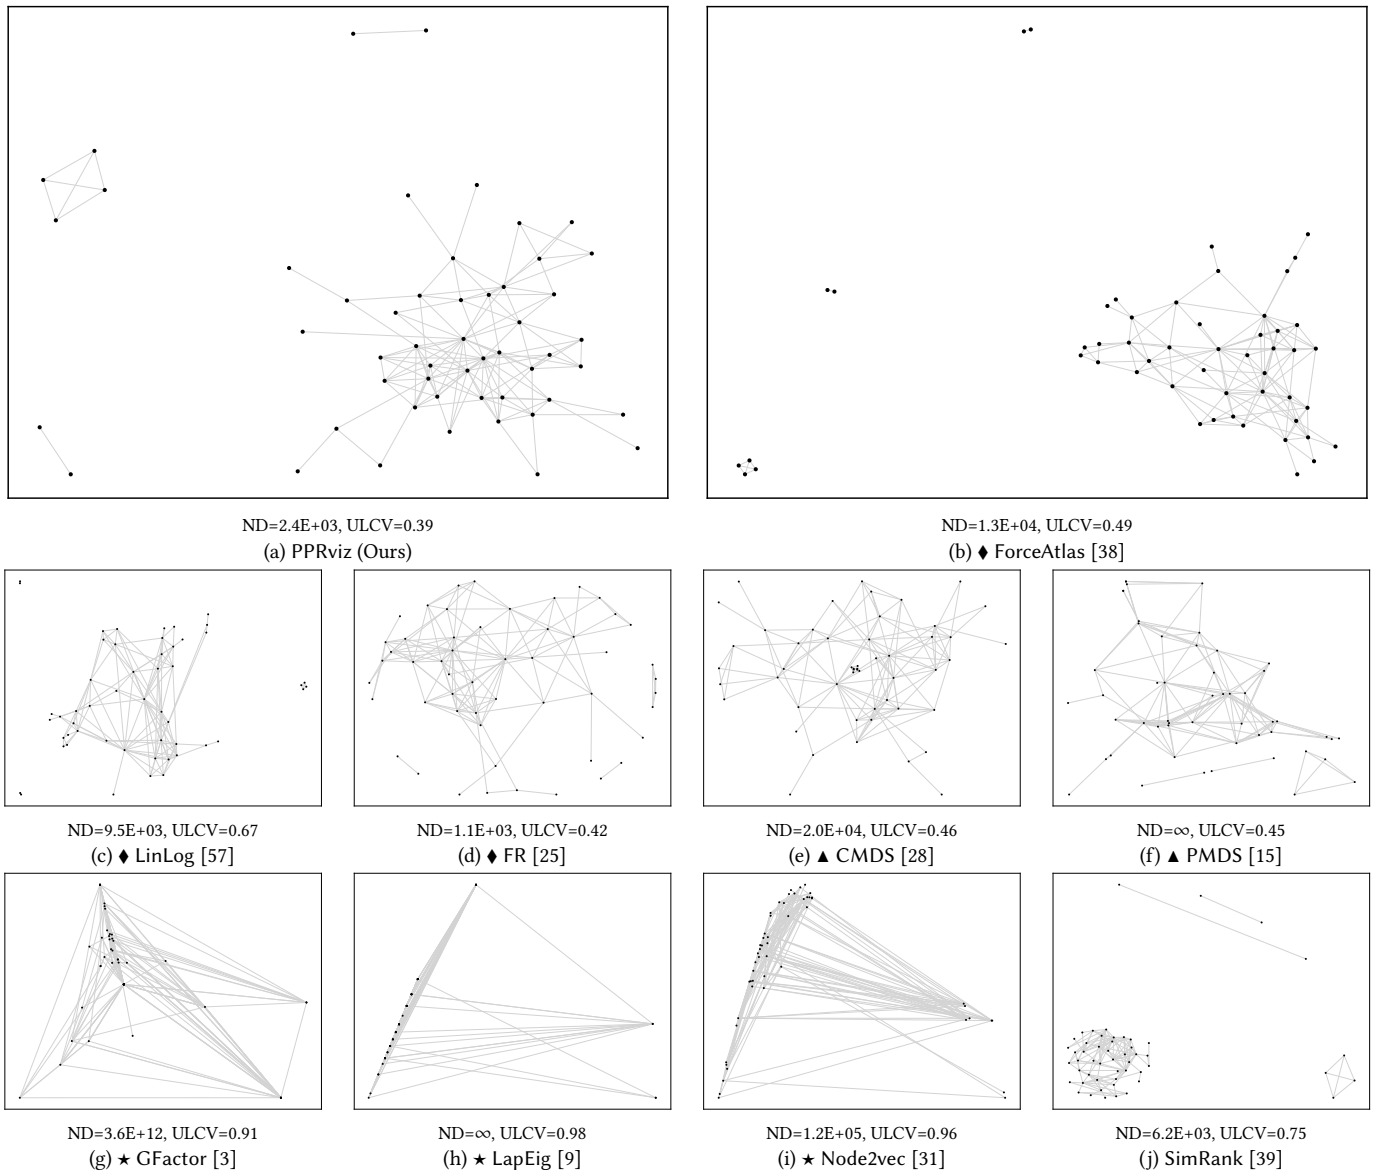 ND=2.4E+03, ULCV=0.39
(a) PPRviz (Ours)
ND=1.3E+04, ULCV=0.49
(b) ♦ ForceAtlas [38]
ND=9.5E+03, ULCV=0.67
(c) ♦ LinLog [57]
ND=1.1E+03, ULCV=0.42
(d) ♦ FR [25]
ND=2.0E+04, ULCV=0.46
(e) ▲ CMDS [28]
ND=∞, ULCV=0.45
(f) ▲ PMDS [15]
ND=3.6E+12, ULCV=0.91
(g) ★ GFactor [3]
ND=∞, ULCV=0.98
(h) ★ LapEig [9]
ND=1.2E+05, ULCV=0.96
(i) ★ Node2vec [31]
ND=6.2E+03, ULCV=0.75
(j) SimRank [39]